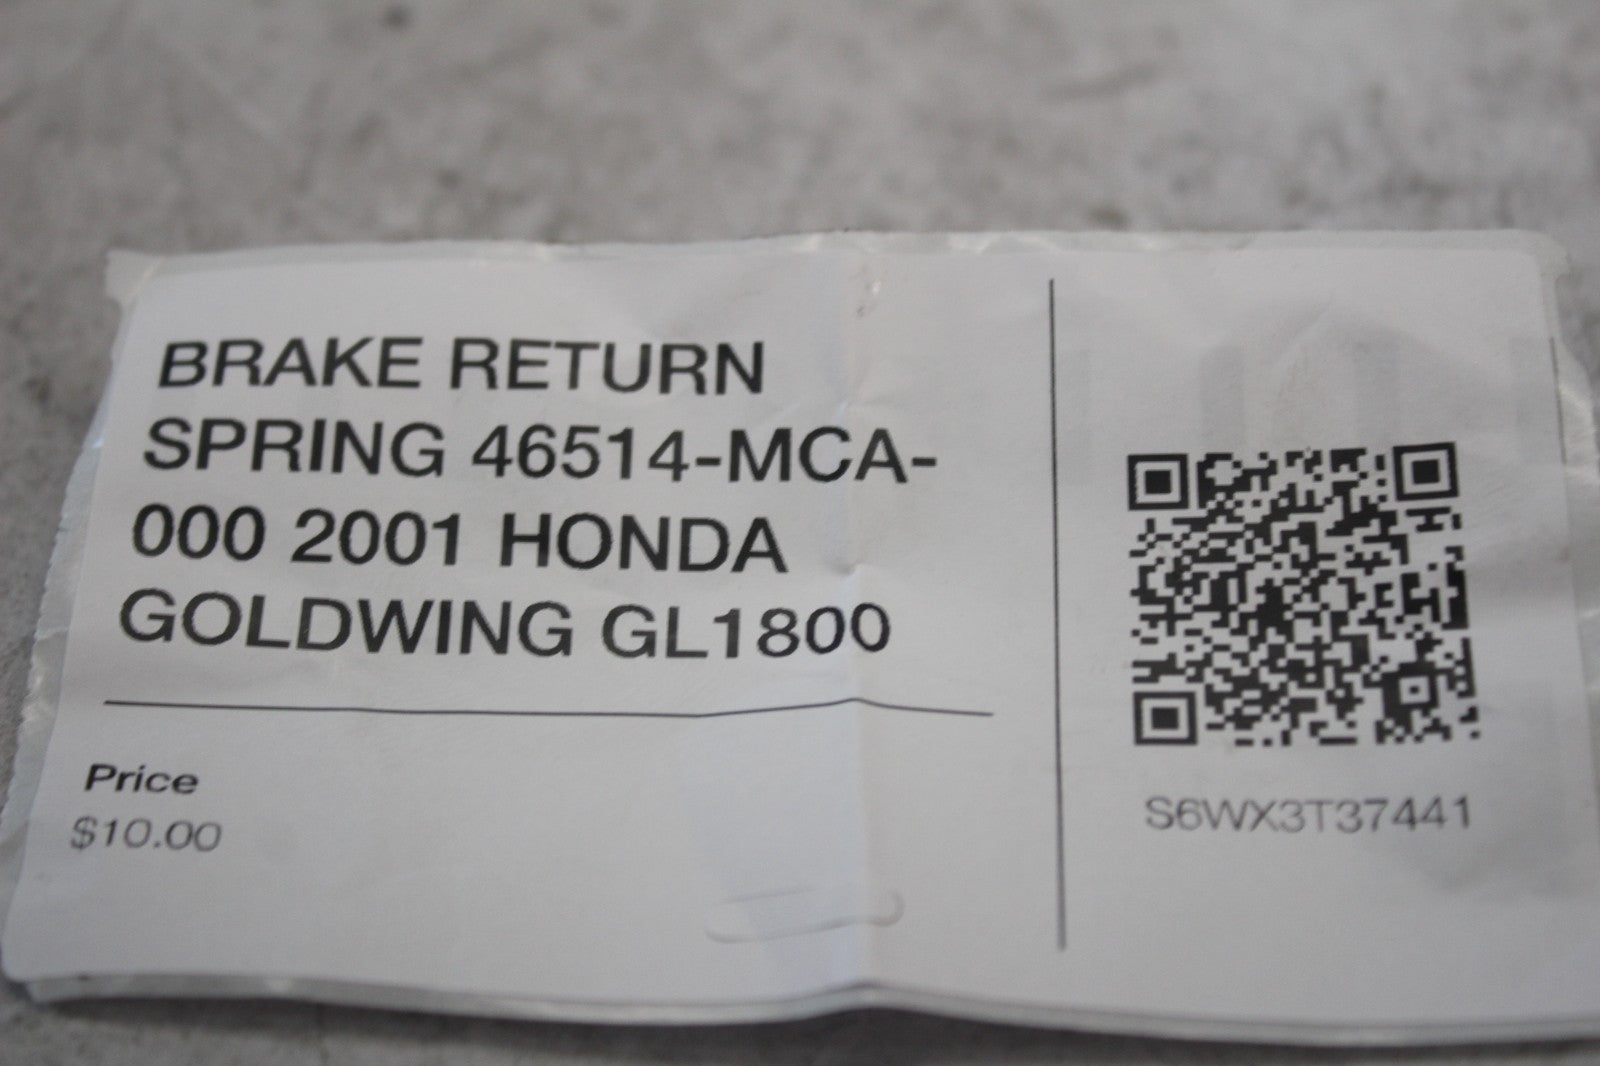 BRAKE RETURN
SPRING 46514-MCA-
000 2001 HONDA
GOLDWING GL1800
Price
$10.00
S6WX3T37441